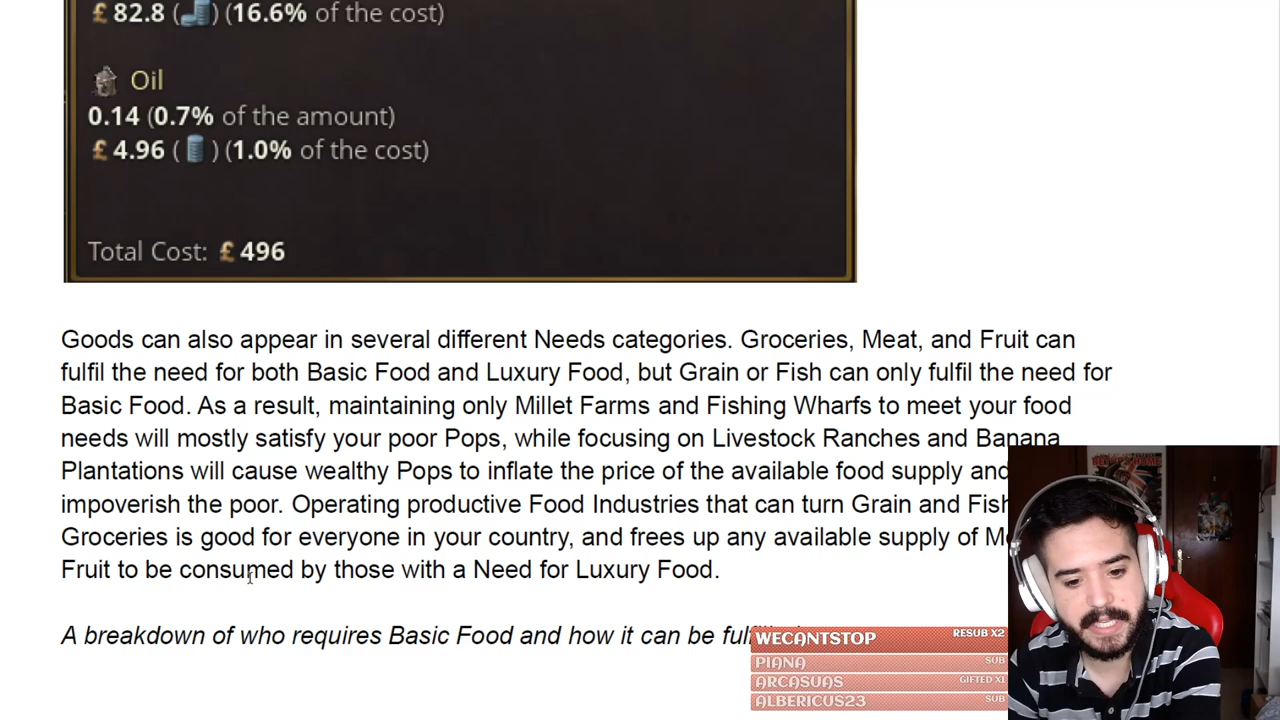 £ 82.8 ( ) (16.6% of the cost)
Oil
0.14 (0.7% of the amount)
£ 4.96 ( ) (1.0% of the cost)
Total Cost: £ 496
Goods can also appear in several different Needs categories. Groceries, Meat, and Fruit can
fulfil the need for both Basic Food and Luxury Food, but Grain or Fish can only fulfil the need for
Basic Food. As a result, maintaining only Millet Farms and Fishing Wharfs to meet your food
needs will mostly satisfy your poor Pops, while focusing on Livestock Ranches and Banana
Plantations will cause wealthy Pops to inflate the price of the available food supply and
impoverish the poor. Operating productive Food Industries that can turn Grain and Fish
Groceries is good for everyone in your country, and frees up any available supply of
Fruit to be consumed by those with a Need for Luxury Food.
A breakdown of who requires Basic Food and how it can be
WECANTSTOP RESUB X2
PIANA SUB
ARCASUAS GIFTED X1
ALBERICUS23 SUB